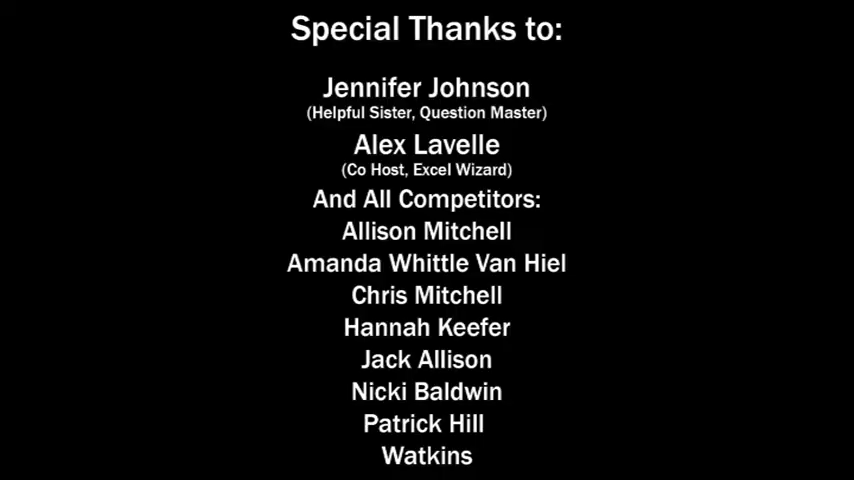 Special Thanks to:
Jennifer Johnson
(Helpful Sister, Question Master)
Alex Lavelle
(Co Host, Excel Wizard)
And All Competitors:
Allison Mitchell
Amanda Whittle Van Hiel
Chris Mitchell
Hannah Keefer
Jack Allison
Nicki Baldwin
Patrick Hill
Watkins